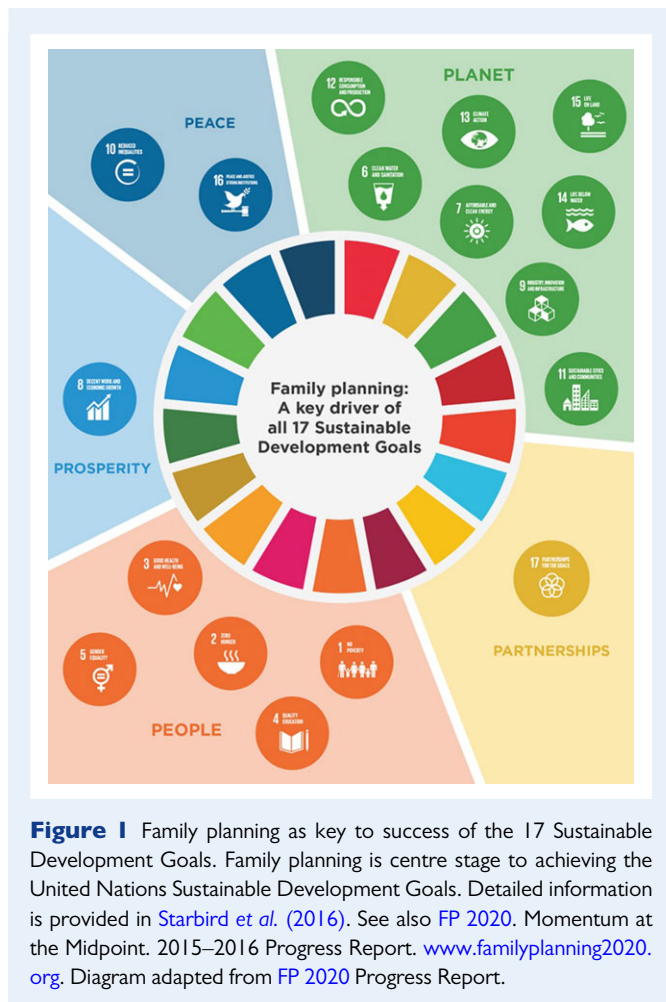 PEACE
10 REDUCED
INEQUALITIES
16 PEACE AND JUSTICE
STRONG INSTITUTIONS
PLANET
12 RESPONSIBLE
CONSUMPTION
AND PRODUCTION
13 CLIMATE
ACTION
15 LIFE
ON LAND
6 CLEAN WATER
AND SANITATION
7 AFFORDABLE AND
CLEAN ENERGY
14 LIFE BELOW
WATER
9 INDUSTRY, INNOVATION
AND INFRASTRUCTURE
11 SUSTAINABLE CITIES
AND COMMUNITIES
8 DECENT WORK AND
ECONOMIC GROWTH
PROSPERITY
Family planning:
A key driver of
all 17 Sustainable
Development Goals
3 GOOD HEALTH
AND WELL-BEING
2 ZERO
HUNGER
1 NO
POVERTY
5 GENDER
EQUALITY
4 QUALITY
EDUCATION
PEOPLE
17 PARTNERSHIPS
FOR THE GOALS
PARTNERSHIPS
Figure 1 Family planning as key to success of the 17 Sustainable
Development Goals. Family planning is centre stage to achieving the
United Nations Sustainable Development Goals. Detailed information
is provided in Starbird et al. (2016). See also FP 2020. Momentum at
the Midpoint. 2015–2016 Progress Report. www.familyplanning2020.
org. Diagram adapted from FP 2020 Progress Report.